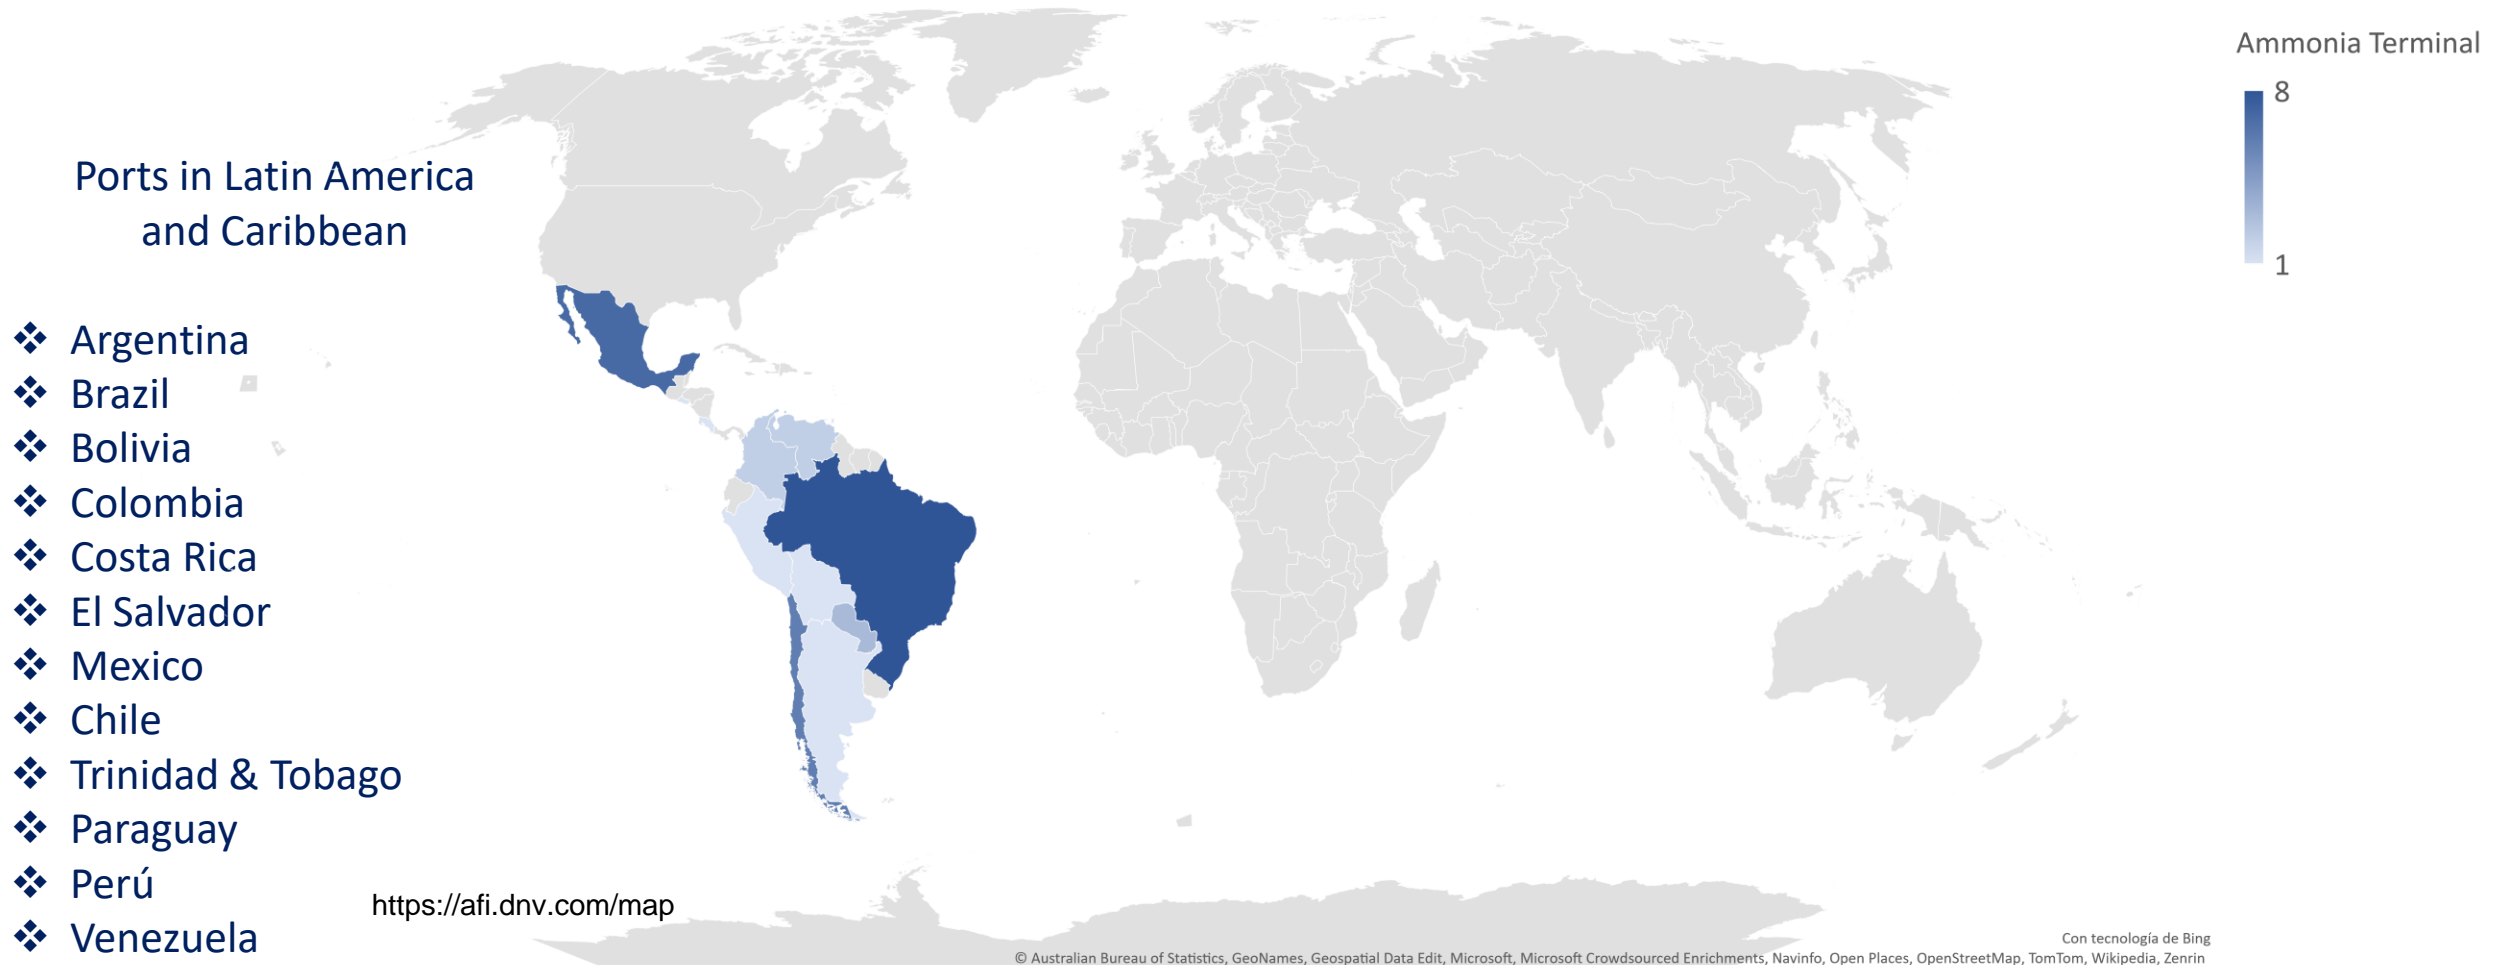 Ammonia Terminal
8
1
Ports in Latin America
and Caribbean
❖ Argentina
❖ Brazil
❖ Bolivia
❖ Colombia
❖ Costa Rica
❖ El Salvador
❖ Mexico
❖ Chile
❖ Trinidad & Tobago
❖ Paraguay
❖ Perú
❖ Venezuela
https://afi.dnv.com/map
Con tecnología de Bing
© Australian Bureau of Statistics, GeoNames, Geospatial Data Edit, Microsoft, Microsoft Crowdsourced Enrichments, Navinfo, Open Places, OpenStreetMap, TomTom, Wikipedia, Zenrin